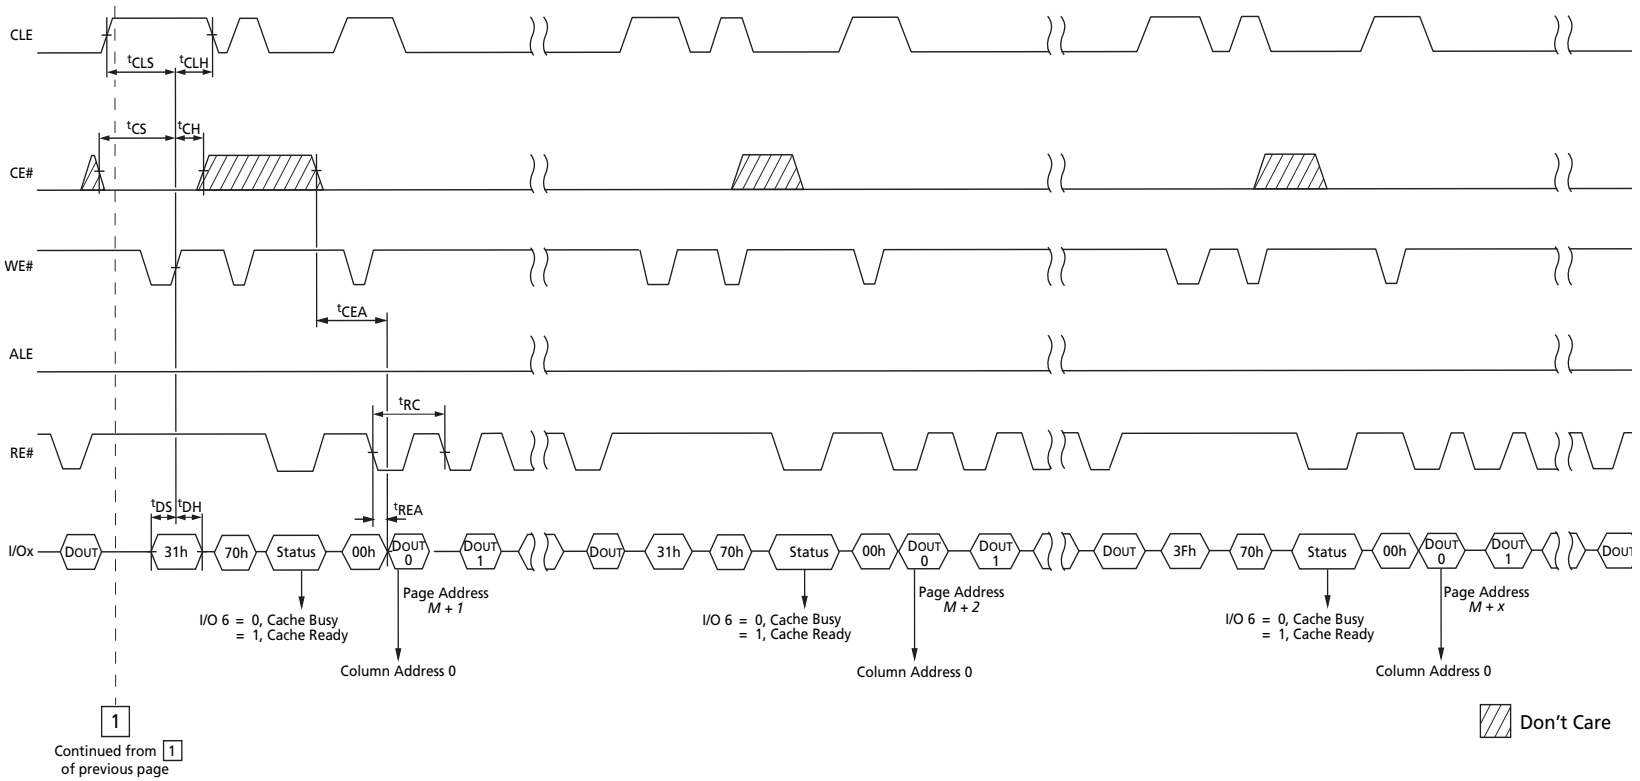 CLE
tCLS tCLH
tCS tCH
CE#
WE#
tCEA
ALE
tRC
RE#
tDS tDH
tREA
I/Ox DOUT 31h 70h Status 00h DOUT 0 DOUT 1 DOUT 31h 70h Status 00h DOUT 0 DOUT 1 DOUT 3Fh 70h Status 00h DOUT 0 DOUT 1 DOUT
Page Address
M + 1
I/O 6 = 0, Cache Busy
= 1, Cache Ready
Column Address 0
Page Address
M + 2
I/O 6 = 0, Cache Busy
= 1, Cache Ready
Column Address 0
Page Address
M + x
I/O 6 = 0, Cache Busy
= 1, Cache Ready
Column Address 0
1
Continued from 1
of previous page
Don't Care